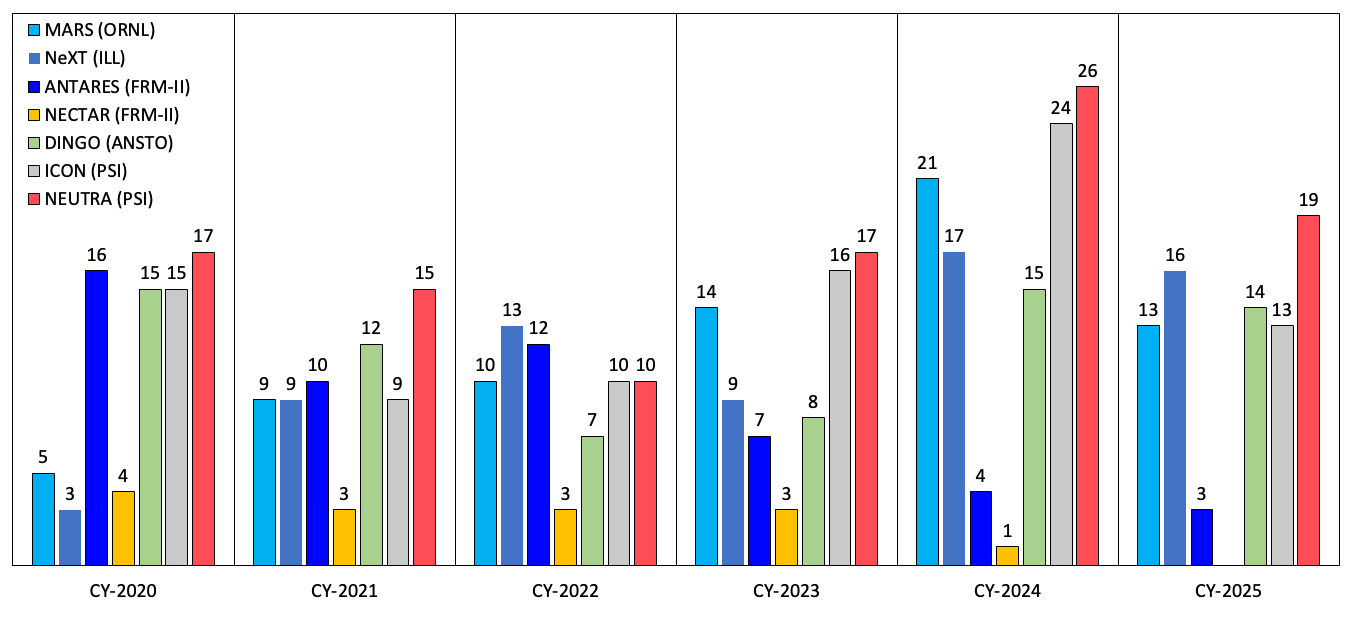 MARS (ORNL)
NeXT (ILL)
ANTARES (FRM-II)
NECTAR (FRM-II)
DINGO (ANSTO)
ICON (PSI)
NEUTRA (PSI)
5 3 16 4 15 15 17
9 9 10 3 12 9 15
10 13 12 3 7 10 10
14 9 7 3 8 16 17
21 17 4 1 15 24 26
13 16 3 14 13 19
CY-2020 CY-2021 CY-2022 CY-2023 CY-2024 CY-2025